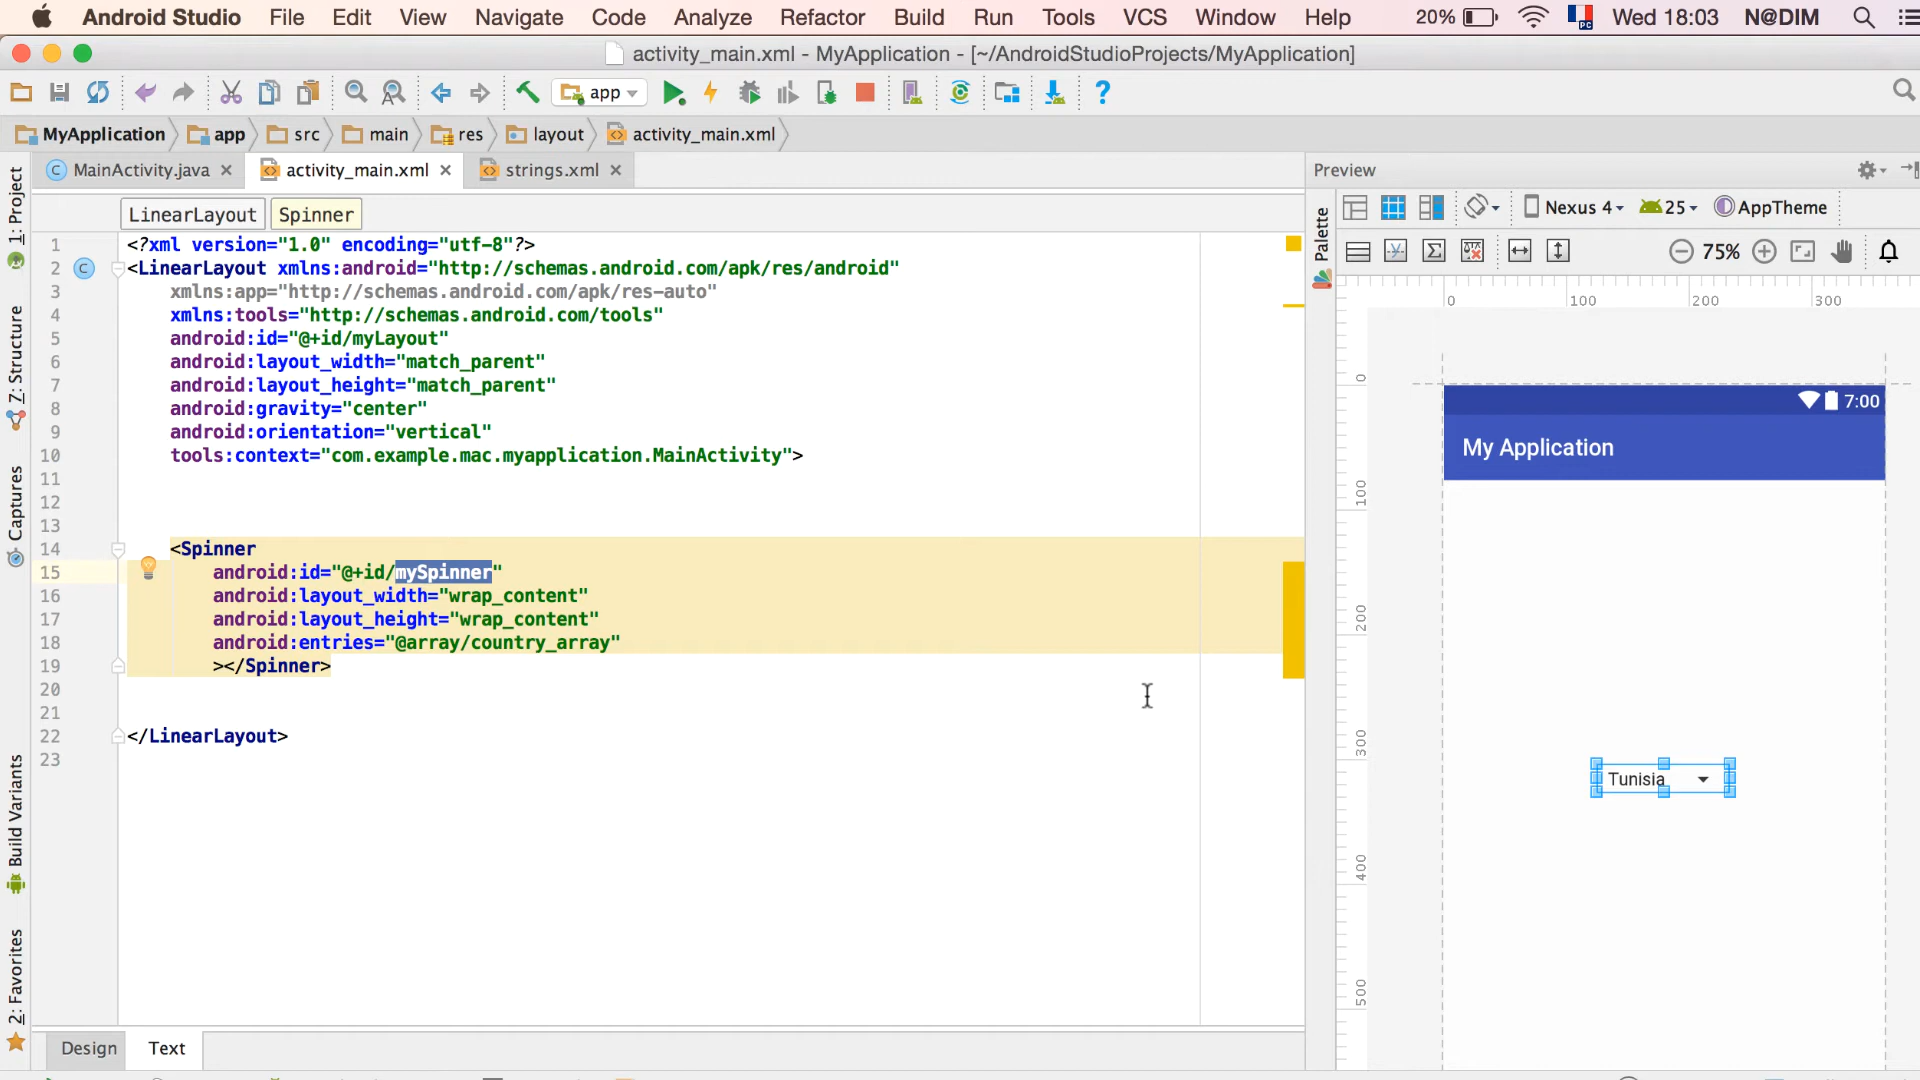 Android Studio File Edit View Navigate Code Analyze Refactor Build Run Tools VCS Window Help 20% Wed 18:03 N@DIM
activity_main.xml - MyApplication - [~/AndroidStudioProjects/MyApplication]
app
MyApplication app src main res layout activity_main.xml
MainActivity.java activity_main.xml strings.xml
Preview
LinearLayout Spinner
Nexus 4 25 AppTheme
75%
1: Project
7: Structure
Captures
Build Variants
2: Favorites
Palette
1 <?xml version="1.0" encoding="utf-8"?>
2 <LinearLayout xmlns:android="http://schemas.android.com/apk/res/android"
3 xmlns:app="http://schemas.android.com/apk/res-auto"
4 xmlns:tools="http://schemas.android.com/tools"
5 android:id="@+id/myLayout"
6 android:layout_width="match_parent"
7 android:layout_height="match_parent"
8 android:gravity="center"
9 android:orientation="vertical"
10 tools:context="com.example.mac.myapplication.MainActivity">
11
12
13
14 <Spinner
15 android:id="@+id/mySpinner"
16 android:layout_width="wrap_content"
17 android:layout_height="wrap_content"
18 android:entries="@array/country_array"
19 ></Spinner>
20
21
22 </LinearLayout>
23
0 100 200 300
0
100
200
300
400
500
7:00
My Application
Tunisia
Design Text